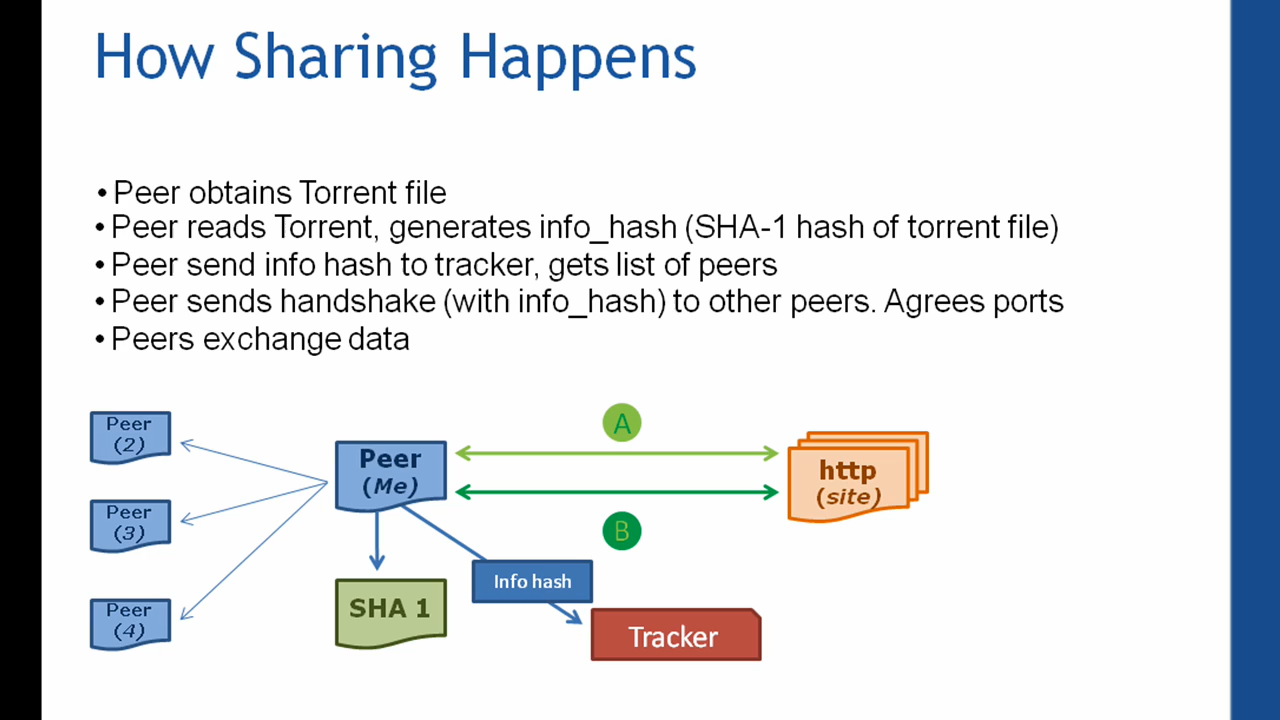 How Sharing Happens
• Peer obtains Torrent file
• Peer reads Torrent, generates info_hash (SHA-1 hash of torrent file)
• Peer send info hash to tracker, gets list of peers
• Peer sends handshake (with info_hash) to other peers. Agrees ports
• Peers exchange data
Peer
(2)
Peer
(3)
Peer
(4)
Peer
(Me)
A
B
http
(site)
SHA 1
Info hash
Tracker